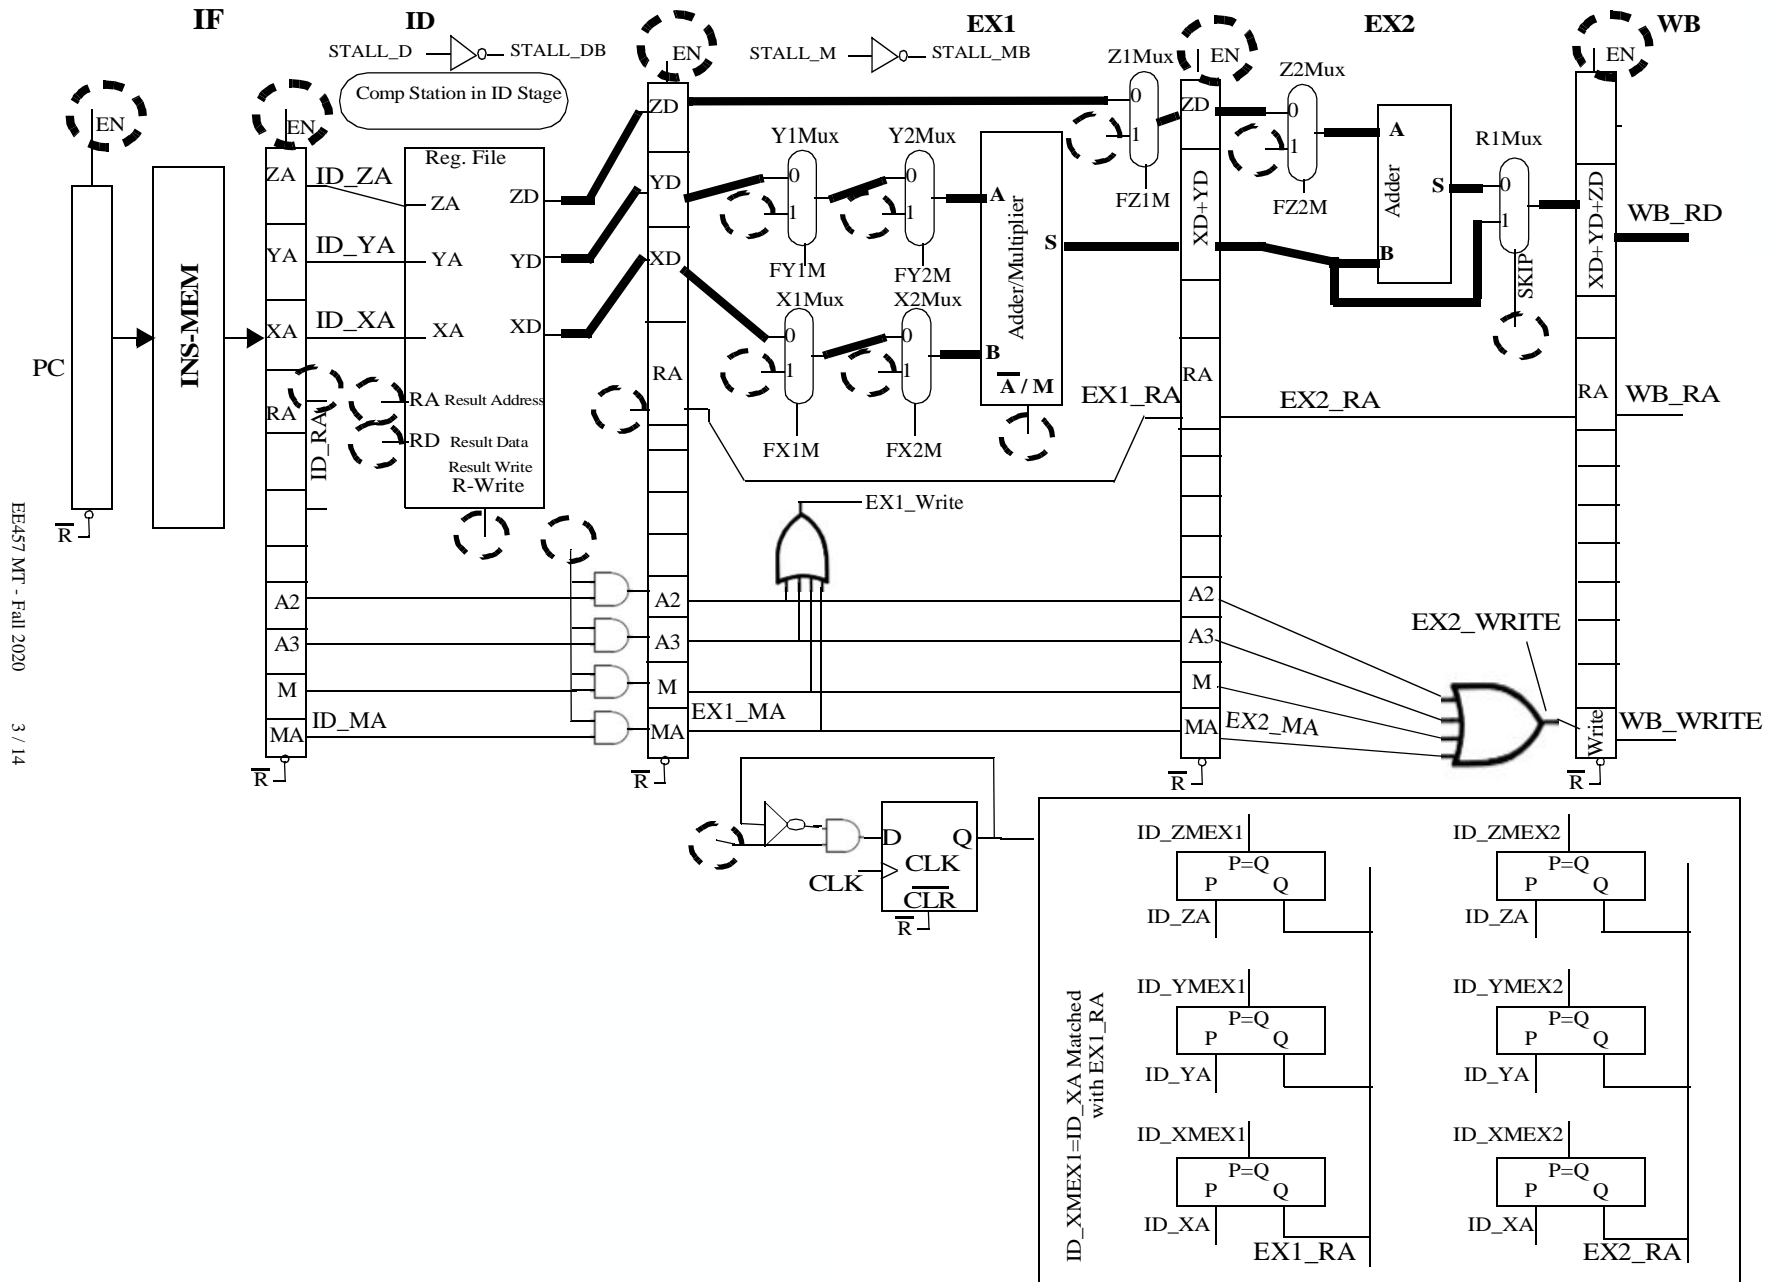 IF
ID
EX1
EX2
WB
STALL_D
STALL_DB
STALL_M
STALL_MB
EN
EN
EN
EN
EN
Comp Station in ID Stage
Z1Mux
0
1
FZ1M
Z2Mux
0
1
FZ2M
Y1Mux
0
1
FY1M
Y2Mux
0
1
FY2M
X1Mux
0
1
FX1M
X2Mux
0
1
FX2M
R1Mux
0
1
SKIP
PC
R
INS-MEM
ZA
YA
XA
RA
A2
A3
M
MA
R
ID_ZA
ID_YA
ID_XA
ID_RA
ID_MA
Reg. File
ZA
ZD
YA
YD
XA
XD
RA Result Address
RD Result Data
Result Write
R-Write
ZD
YD
XD
RA
A2
A3
M
MA
R
A
B
S
Adder/Multiplier
A / M
EX1_Write
EX1_RA
EX1_MA
ZD
XD+YD
RA
A2
A3
M
MA
R
A
B
S
Adder
EX2_RA
EX2_MA
EX2_WRITE
XD+YD+ZD
RA
Write
R
WB_RD
WB_RA
WB_WRITE
D
Q
CLK
CLK
CLR
R
ID_XMEX1=ID_XA Matched
with EX1_RA
ID_ZMEX1
P=Q
P
Q
ID_ZA
ID_ZMEX2
P=Q
P
Q
ID_ZA
ID_YMEX1
P=Q
P
Q
ID_YA
ID_YMEX2
P=Q
P
Q
ID_YA
ID_XMEX1
P=Q
P
Q
ID_XA
EX1_RA
ID_XMEX2
P=Q
P
Q
ID_XA
EX2_RA
EE457 MT - Fall 2020 3 / 14